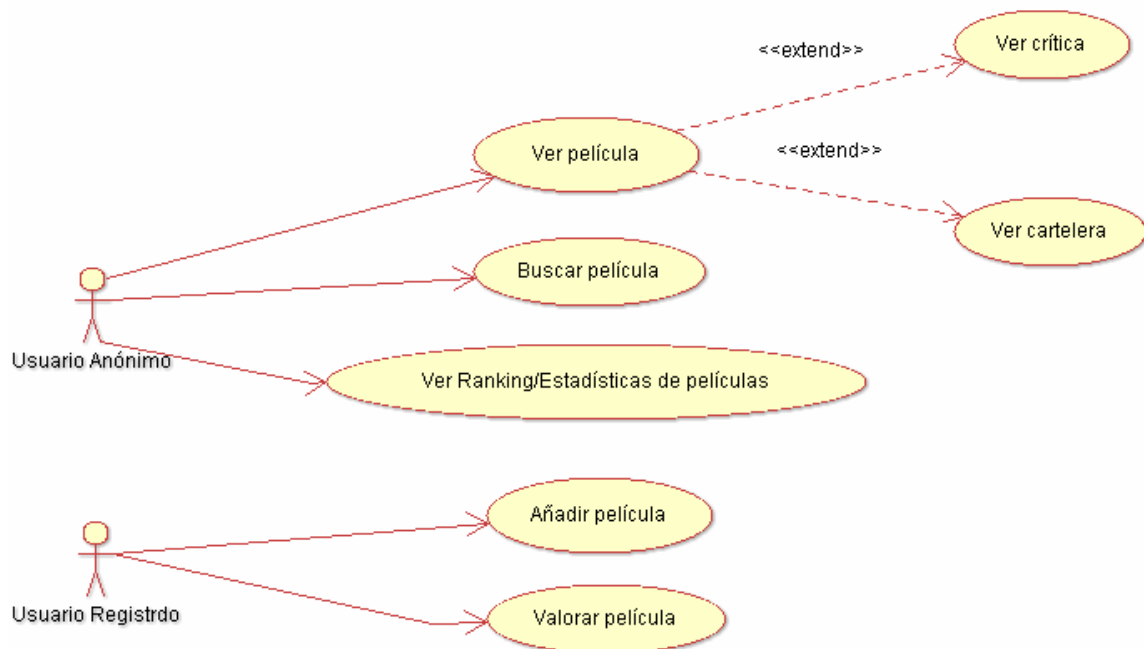 Ver crítica
<<extend>>
Ver película
<<extend>>
Ver cartelera
Buscar película
Usuario Anónimo
Ver Ranking/Estadísticas de películas
Añadir película
Usuario Registrdo
Valorar película